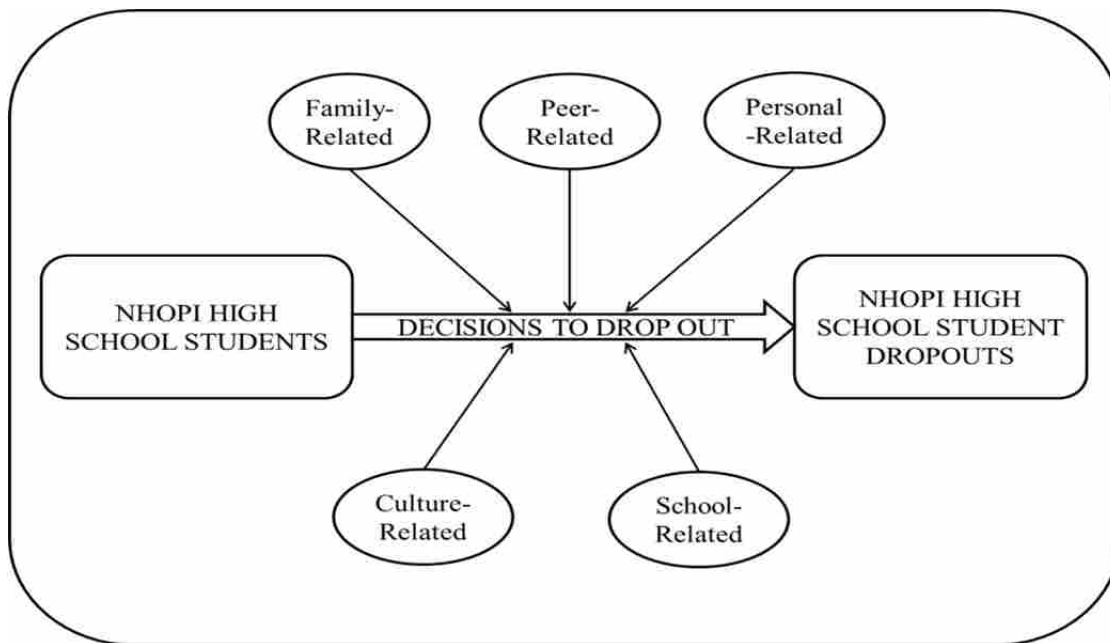 Family-
Related
Peer-
Related
Personal
-Related
NHOPI HIGH
SCHOOL STUDENTS
DECISIONS TO DROP OUT
NHOPI HIGH
SCHOOL STUDENT
DROPOUTS
Culture-
Related
School-
Related